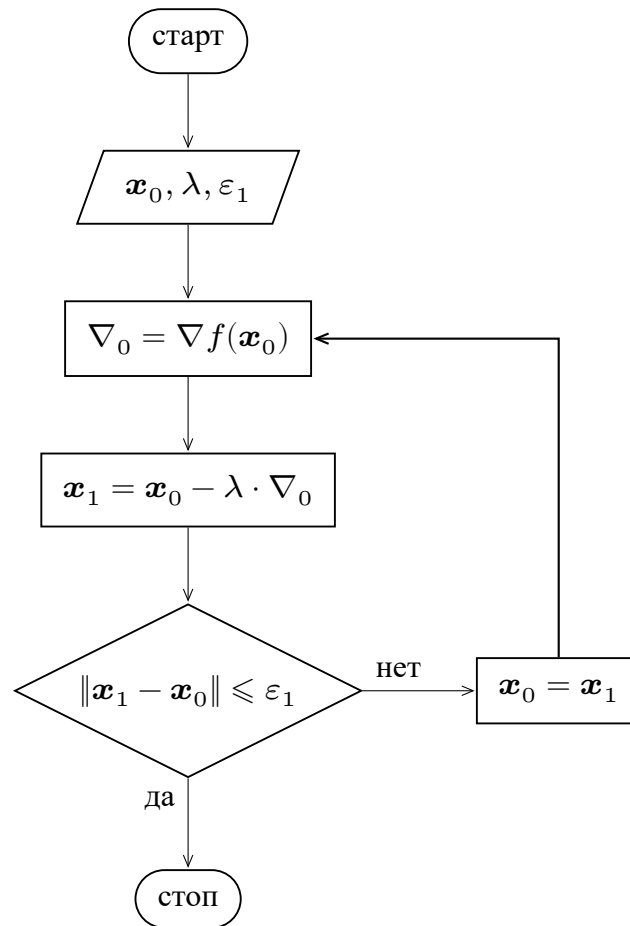 старт
𝒙₀, λ, ε₁
∇₀ = ∇f(𝒙₀)
𝒙₁ = 𝒙₀ − λ · ∇₀
‖𝒙₁ − 𝒙₀‖ ⩽ ε₁
нет
𝒙₀ = 𝒙₁
да
стоп